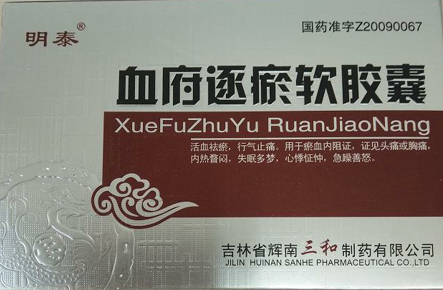 明泰®
国药准字Z20090067
血府逐瘀软胶囊
XueFuZhuYu RuanJiaoNang
活血祛瘀，行气止痛。用于瘀血内阻证，证见头痛或胸痛，
内热瞀闷，失眠多梦，心悸怔忡，急躁善怒。
吉林省辉南三和制药有限公司
JILIN HUINAN SANHE PHARMACEUTICAL CO.,LTD.